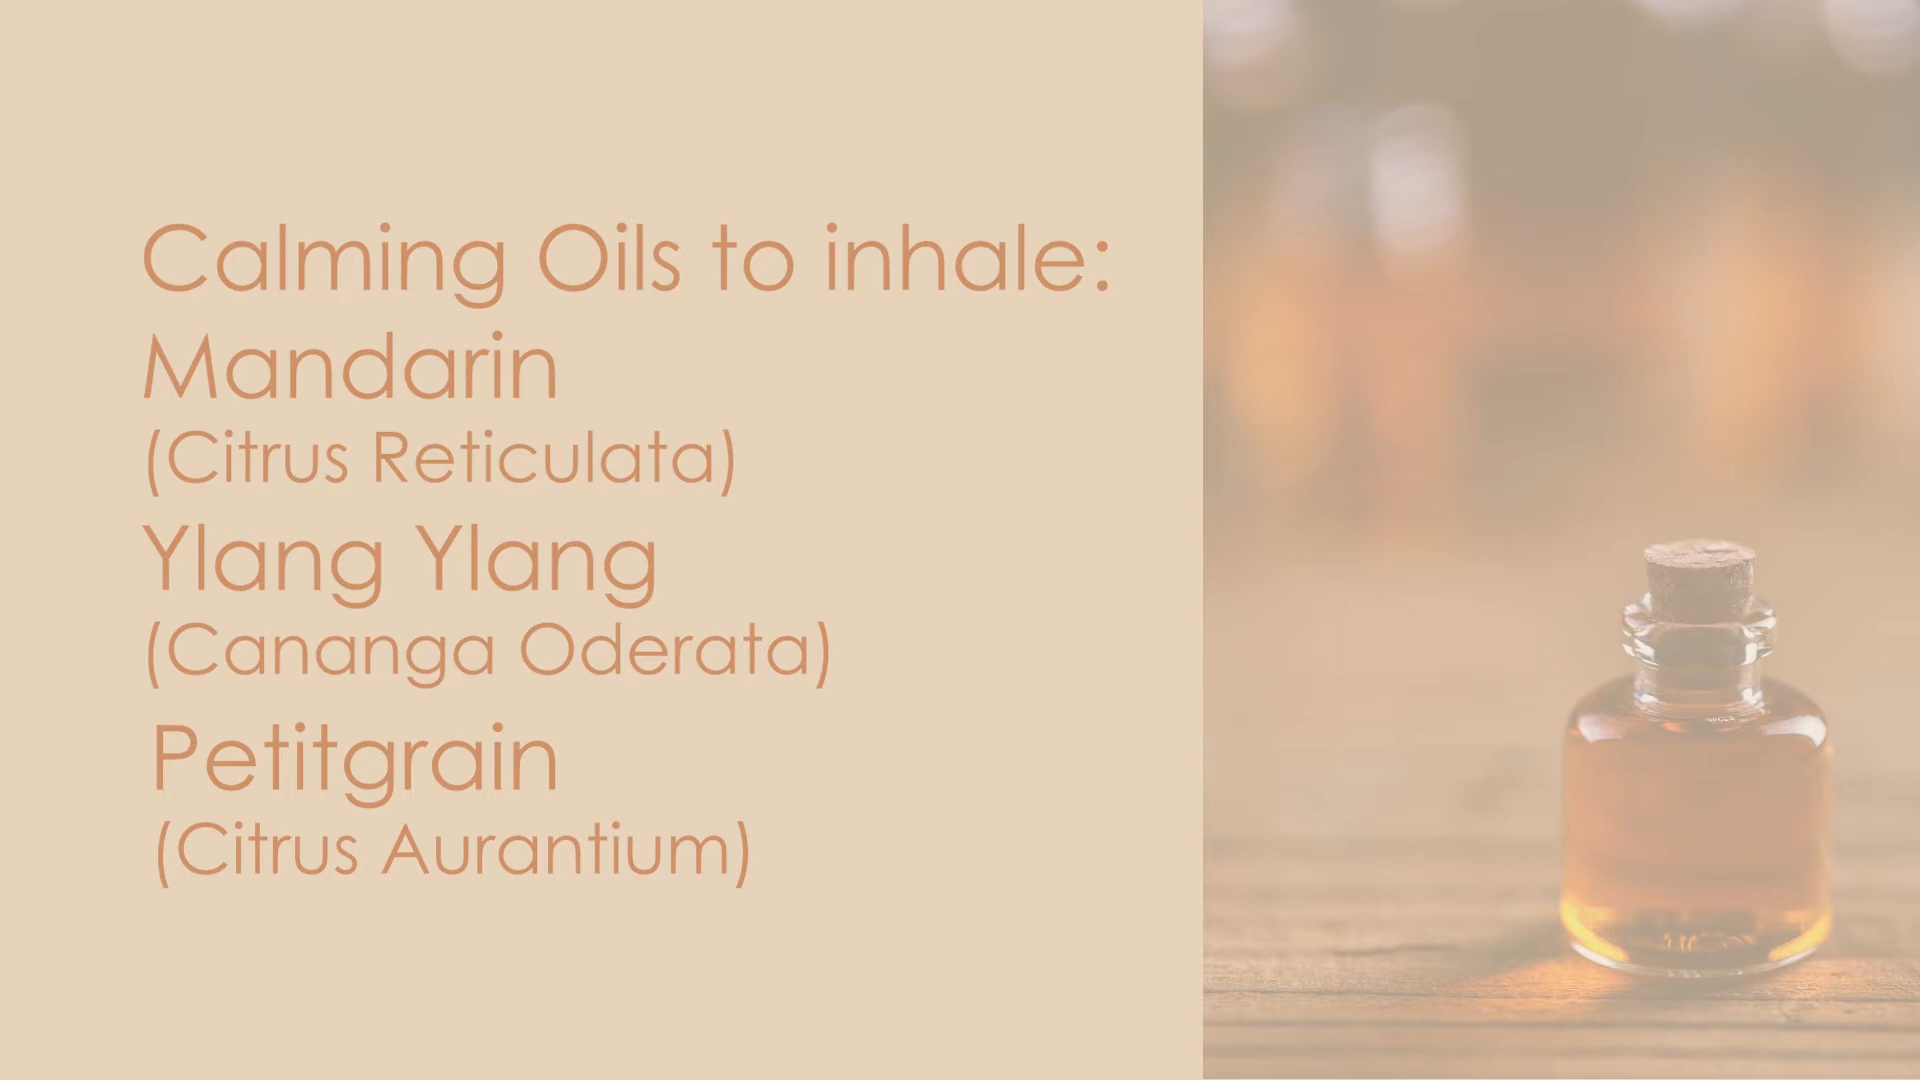 Calming Oils to inhale:
Mandarin
(Citrus Reticulata)
Ylang Ylang
(Cananga Oderata)
Petitgrain
(Citrus Aurantium)